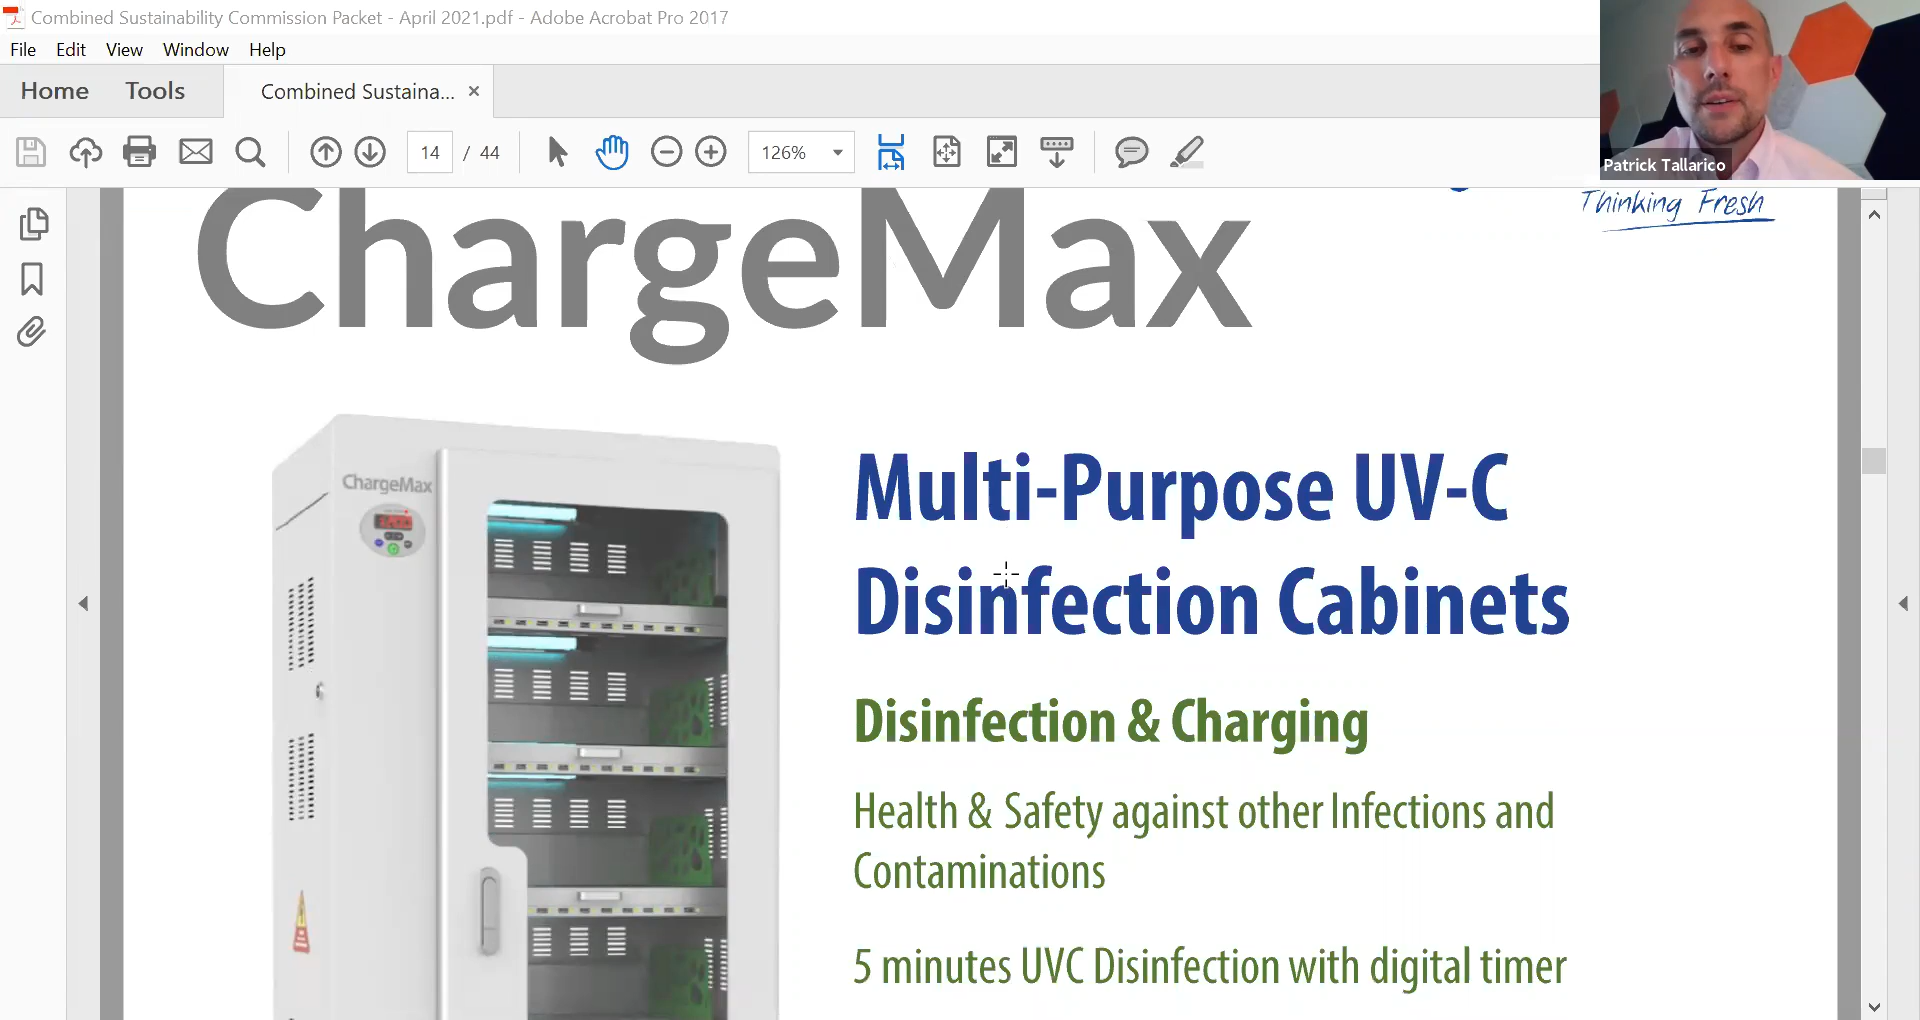 Combined Sustainability Commission Packet - April 2021.pdf - Adobe Acrobat Pro 2017
File Edit View Window Help
Home Tools Combined Sustaina... ×
14 / 44 126%
Patrick Tallarico
Thinking Fresh
ChargeMax
ChargeMax
Multi-Purpose UV-C
Disinfection Cabinets
Disinfection & Charging
Health & Safety against other Infections and
Contaminations
5 minutes UVC Disinfection with digital timer